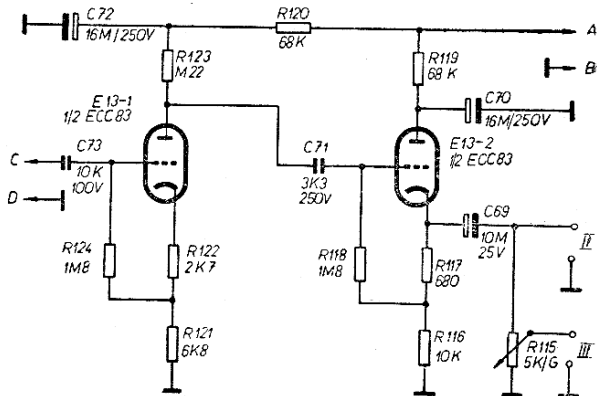 C72
16M/250V
R120
68K
A
R123
M22
R119
68K
B
E13-1
1/2 ECC83
C70
16M/250V
C73
10K
100V
C
D
C71
3K3
250V
E13-2
1/2 ECC83
R124
1M8
R122
2K7
R118
1M8
R117
680
C69
10M
25V
II
R121
6K8
R116
10K
R115
5K/G
III